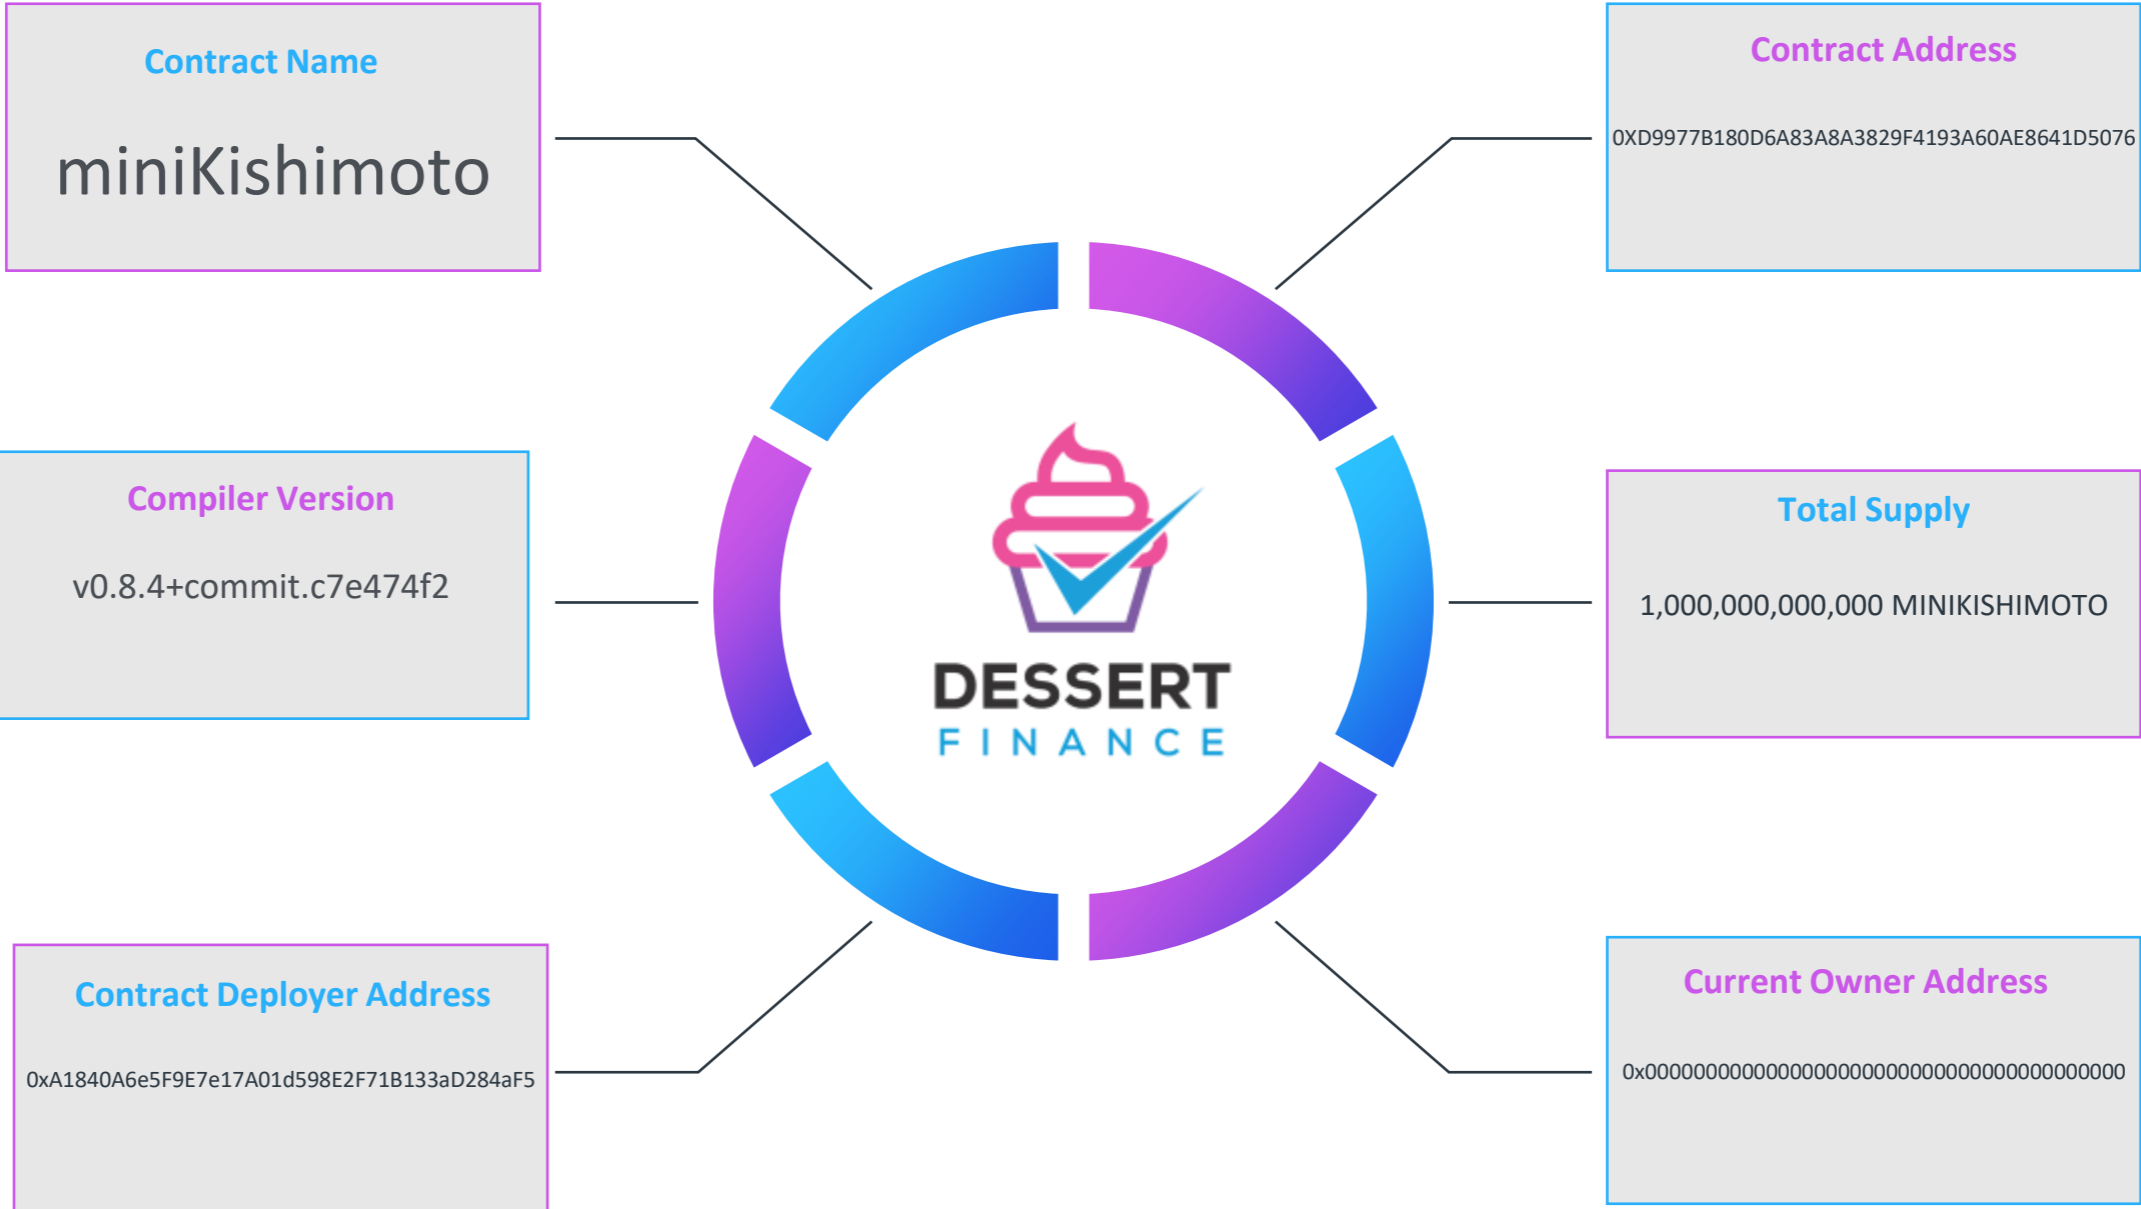 Contract Name
miniKishimoto
Contract Address
0XD9977B180D6A83A8A3829F4193A60AE8641D5076
Compiler Version
v0.8.4+commit.c7e474f2
Total Supply
1,000,000,000,000 MINIKISHIMOTO
DESSERT
FINANCE
Contract Deployer Address
0xA1840A6e5F9E7e17A01d598E2F71B133aD284aF5
Current Owner Address
0x0000000000000000000000000000000000000000